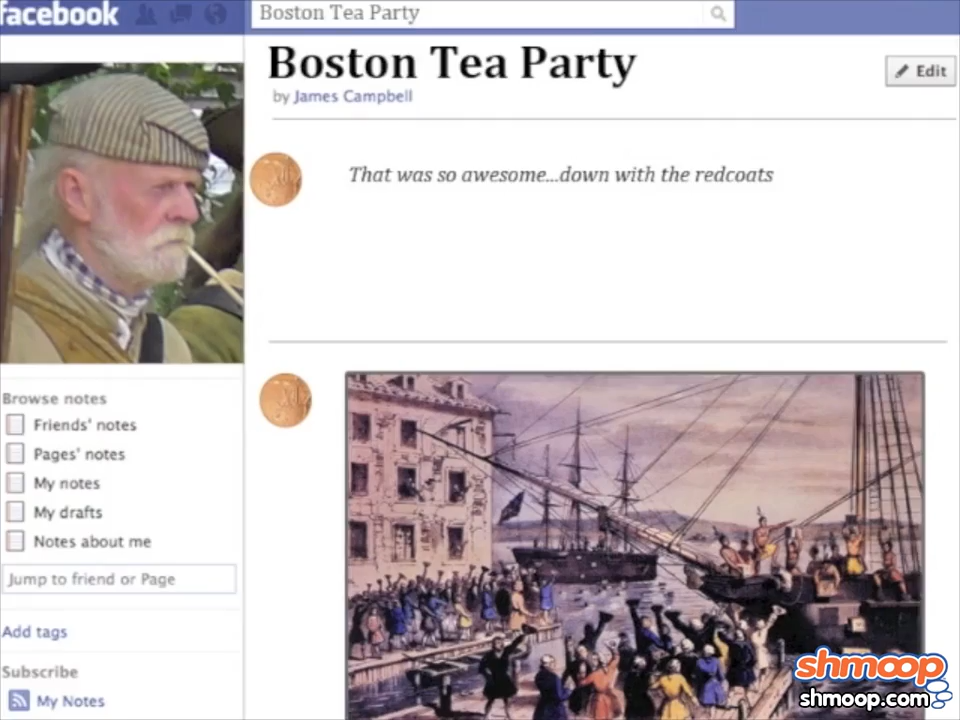 facebook
Boston Tea Party
Boston Tea Party
Edit
by James Campbell
That was so awesome...down with the redcoats
Browse notes
Friends' notes
Pages' notes
My notes
My drafts
Notes about me
Jump to friend or Page
Add tags
Subscribe
My Notes
shmoop
shmoop.com